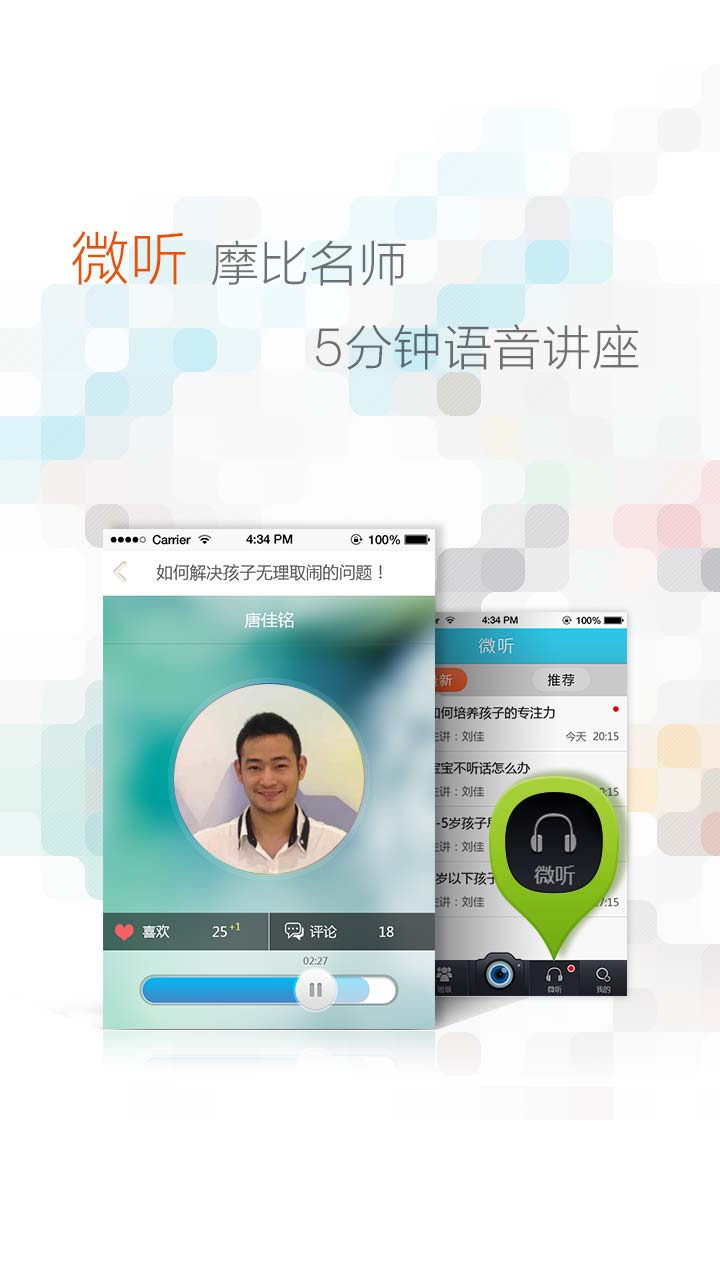 微听 摩比名师
5分钟语音讲座
Carrier 4:34 PM 100%
如何解决孩子无理取闹的问题！
唐佳铭
喜欢 25 +1 评论 18
02:27
4:34 PM 100%
微听
新 推荐
如何培养孩子的专注力
主讲：刘佳 今天 20:15
宝宝不听话怎么办
主讲：刘佳
-5岁孩子
主讲：刘佳
岁以下孩子
主讲：刘佳 :15
微听
班级 微听 我的